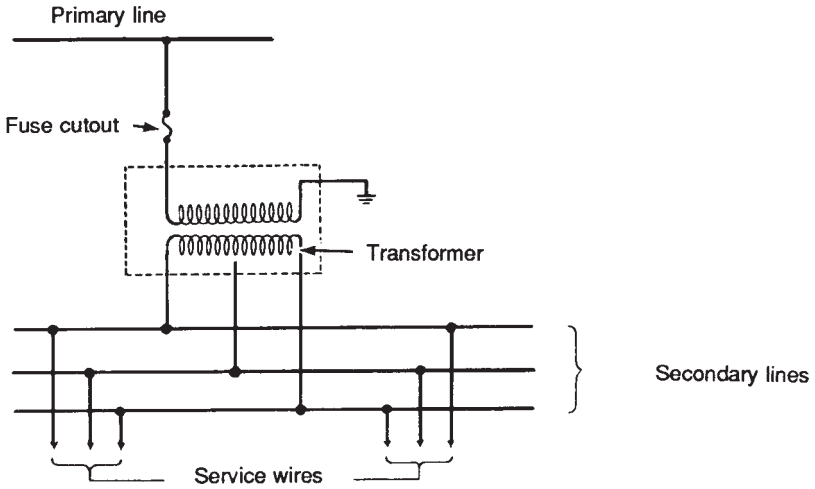 Primary line
Fuse cutout
Transformer
Secondary lines
Service wires